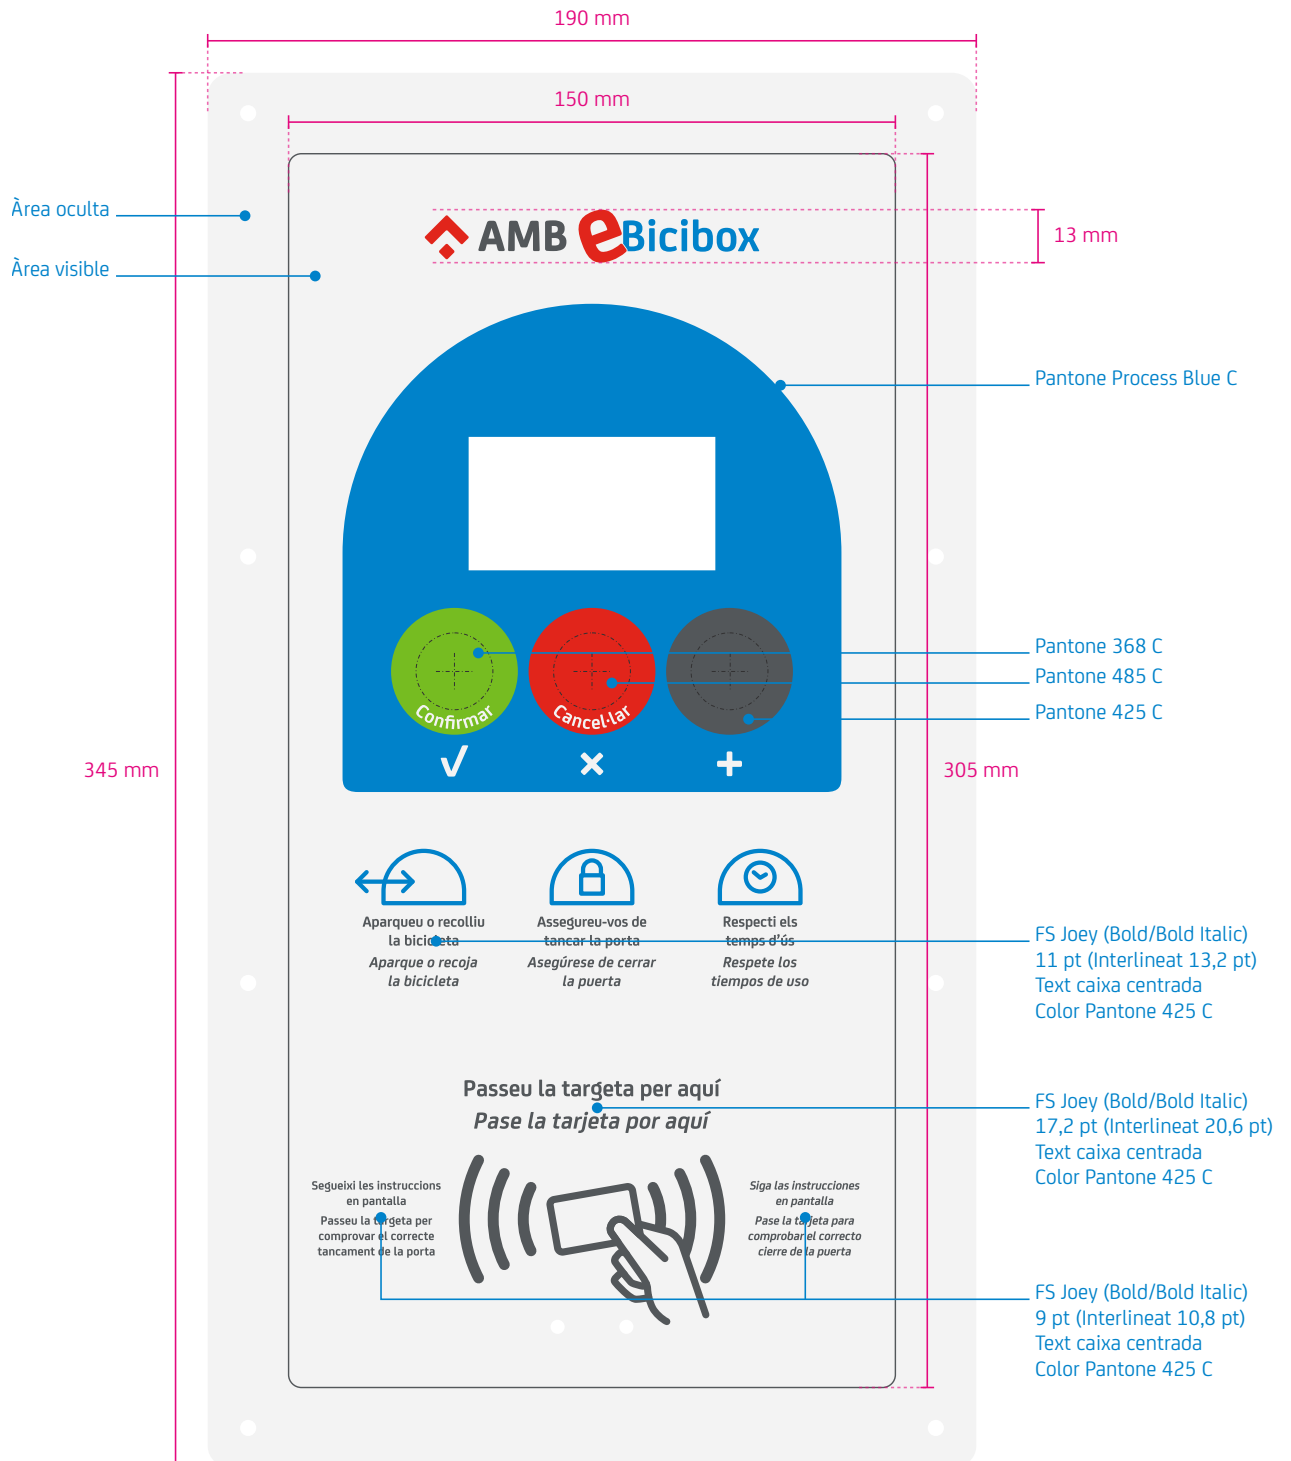 190 mm
150 mm
Àrea oculta
Àrea visible
AMB eBicibox
13 mm
Pantone Process Blue C
Pantone 368 C
Pantone 485 C
Pantone 425 C
Confirmar
Cancel·lar
345 mm
305 mm
Aparqueu o recolliu
la bicicleta
Aparque o recoja
la bicicleta
Assegureu-vos de
tancar la porta
Asegúrese de cerrar
la puerta
Respecti els
temps d'ús
Respete los
tiempos de uso
FS Joey (Bold/Bold Italic)
11 pt (Interlineat 13,2 pt)
Text caixa centrada
Color Pantone 425 C
Passeu la targeta per aquí
Pase la tarjeta por aquí
FS Joey (Bold/Bold Italic)
17,2 pt (Interlineat 20,6 pt)
Text caixa centrada
Color Pantone 425 C
Segueixi les instruccions
en pantalla
Passeu la targeta per
comprovar el correcte
tancament de la porta
Siga las instrucciones
en pantalla
Pase la tarjeta para
comprobar el correcto
cierre de la puerta
FS Joey (Bold/Bold Italic)
9 pt (Interlineat 10,8 pt)
Text caixa centrada
Color Pantone 425 C